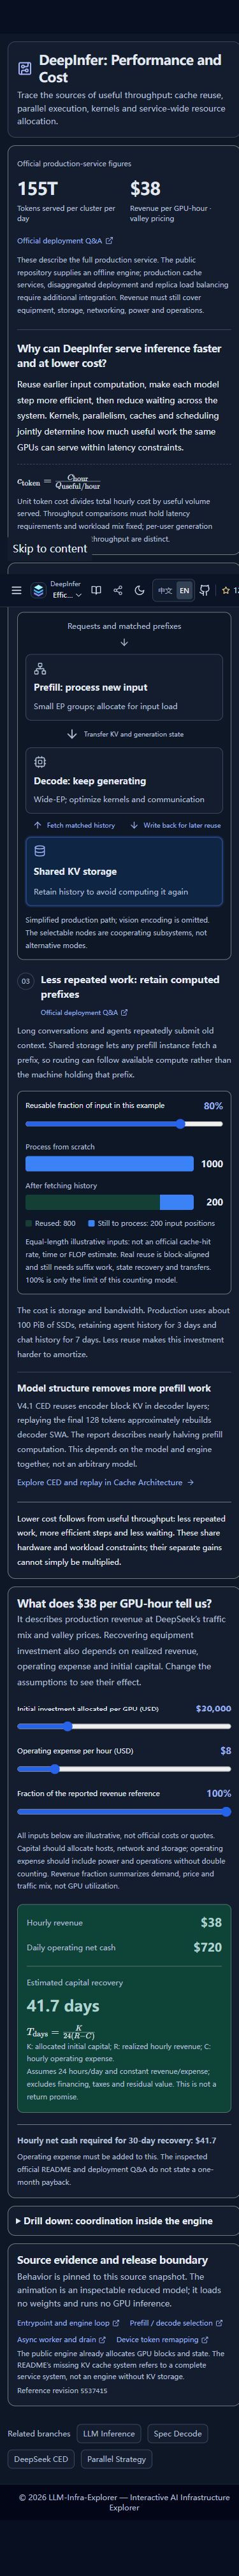 DeepInfer: Performance and
Cost
Trace the sources of useful throughput: cache reuse,
parallel execution, kernels and service-wide resource
allocation.
Official production-service figures
155T
Tokens served per cluster per
day
$38
Revenue per GPU-hour ·
valley pricing
Official deployment Q&A
These describe the full production service. The public
repository supplies an offline engine; production cache
services, disaggregated deployment and replica load balancing
require additional integration. Revenue must still cover
equipment, storage, networking, power and operations.
Why can DeepInfer serve inference faster
and at lower cost?
Reuse earlier input computation, make each model
step more efficient, then reduce waiting across the
system. Kernels, parallelism, caches and scheduling
jointly determine how much useful work the same
GPUs can serve within latency constraints.
c_token = C_hour / Q_useful/hour
Unit token cost divides total hourly cost by useful volume
served. Throughput comparisons must hold latency
requirements and workload mix fixed; per-user generation
throughput are distinct.
Skip to content
DeepInfer
Effic...
中文
EN
Requests and matched prefixes
Prefill: process new input
Small EP groups; allocate for input load
Transfer KV and generation state
Decode: keep generating
Wide-EP; optimize kernels and communication
Fetch matched history
Write back for later reuse
Shared KV storage
Retain history to avoid computing it again
Simplified production path; vision encoding is omitted.
The selectable nodes are cooperating subsystems, not
alternative modes.
03
Less repeated work: retain computed
prefixes
Official deployment Q&A
Long conversations and agents repeatedly submit old
context. Shared storage lets any prefill instance fetch a
prefix, so routing can follow available compute rather than
the machine holding that prefix.
Reusable fraction of input in this example
80%
Process from scratch
1000
After fetching history
200
Reused: 800
Still to process: 200 input positions
Equal-length illustrative inputs: not an official cache-hit
rate, time or FLOP estimate. Real reuse is block-aligned
and still needs suffix work, state recovery and transfers.
100% is only the limit of this counting model.
The cost is storage and bandwidth. Production uses about
100 PiB of SSDs, retaining agent history for 3 days and
chat history for 7 days. Less reuse makes this investment
harder to amortize.
Model structure removes more prefill work
V4.1 CED reuses encoder block KV in decoder layers;
replaying the final 128 tokens approximately rebuilds
decoder SWA. The report describes nearly halving prefill
computation. This depends on the model and engine
together, not an arbitrary model.
Explore CED and replay in Cache Architecture →
Lower cost follows from useful throughput: less repeated
work, more efficient steps and less waiting. These share
hardware and workload constraints; their separate gains
cannot simply be multiplied.
What does $38 per GPU-hour tell us?
It describes production revenue at DeepSeek's traffic
mix and valley prices. Recovering equipment
investment also depends on realized revenue,
operating expense and initial capital. Change the
assumptions to see their effect.
Initial investment allocated per GPU (USD)
$20,000
Operating expense per hour (USD)
$8
Fraction of the reported revenue reference
100%
All inputs below are illustrative, not official costs or quotes.
Capital should allocate hosts, network and storage; operating
expense should include power and operations without double
counting. Revenue fraction summarizes demand, price and
traffic mix, not GPU utilization.
Hourly revenue
$38
Daily operating net cash
$720
Estimated capital recovery
41.7 days
T_days = K / 24(R−C)
K: allocated initial capital; R: realized hourly revenue; C:
hourly operating expense.
Assumes 24 hours/day and constant revenue/expense;
excludes financing, taxes and residual value. This is not a
return promise.
Hourly net cash required for 30-day recovery: $41.7
Operating expense must be added to this. The inspected
official README and deployment Q&A do not state a one-
month payback.
▸ Drill down: coordination inside the engine
Source evidence and release boundary
Behavior is pinned to this source snapshot. The
animation is an inspectable reduced model; it loads
no weights and runs no GPU inference.
Entrypoint and engine loop
Prefill / decode selection
Async worker and drain
Device token remapping
The public engine already allocates GPU blocks and state. The
README's missing KV cache system refers to a complete
service system, not an engine without KV storage.
Reference revision 5537415
Related branches
LLM Inference
Spec Decode
DeepSeek CED
Parallel Strategy
© 2026 LLM-Infra-Explorer — Interactive AI Infrastructure
Explorer